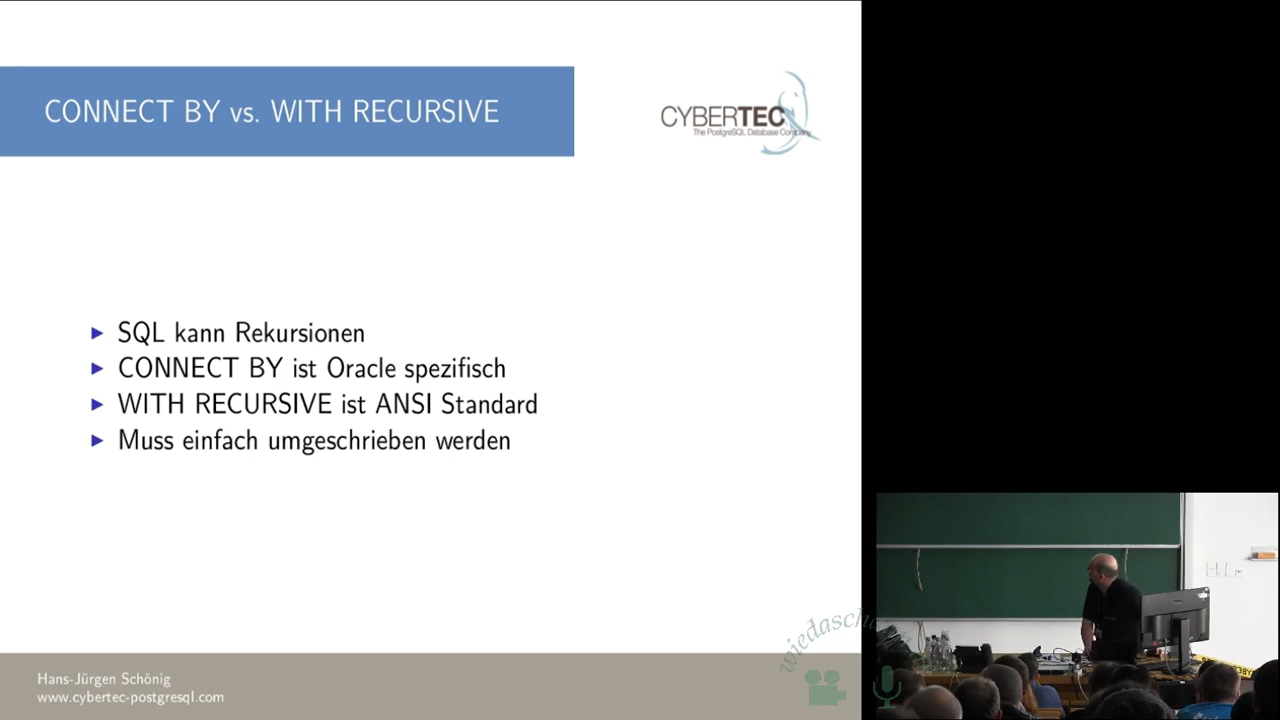 CONNECT BY vs. WITH RECURSIVE
CYBERTEC
The PostgreSQL Database Company
SQL kann Rekursionen
CONNECT BY ist Oracle spezifisch
WITH RECURSIVE ist ANSI Standard
Muss einfach umgeschrieben werden
Hans-Jürgen Schönig
www.cybertec-postgresql.com